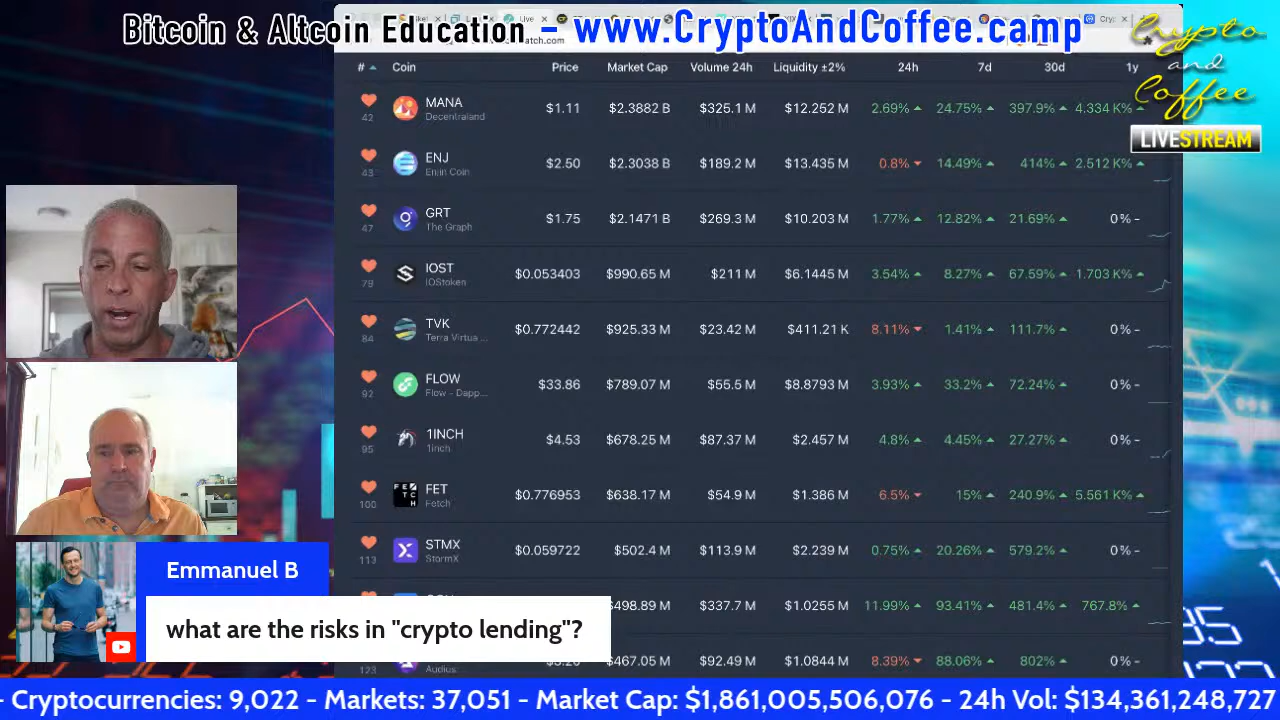 Bitcoin & Altcoin Education – www.CryptoAndCoffee.camp
Crypto
and
Coffee
LIVESTREAM
# Coin Price Market Cap Volume 24h Liquidity ±2% 24h 7d 30d 1y
MANA $1.11 $2.3882 B $325.1 M $12.252 M 2.69% 24.75% 397.9% 4.334 K%
42 Decentraland
ENJ $2.50 $2.3038 B $189.2 M $13.435 M 0.8% 14.49% 414% 2.512 K%
Enjin Coin
GRT $1.75 $2.1471 B $269.3 M $10.203 M 1.77% 12.82% 21.69% 0% -
47 The Graph
IOST $0.053403 $990.65 M $211 M $6.1445 M 3.54% 8.27% 67.59% 1.703 K%
79 IOStoken
TVK $0.772442 $925.33 M $23.42 M $411.21 K 8.11% 1.41% 111.7% 0% -
84 Terra Virtua ...
FLOW $33.86 $789.07 M $55.5 M $8.8793 M 3.93% 33.2% 72.24% 0% -
92 Flow - Dapp...
1INCH $4.53 $678.25 M $87.37 M $2.457 M 4.8% 4.45% 27.27% 0% -
95 1inch
FET $0.776953 $638.17 M $54.9 M $1.386 M 6.5% 15% 240.9% 5.561 K%
100 Fetch
STMX $0.059722 $502.4 M $113.9 M $2.239 M 0.75% 20.26% 579.2% 0% -
113 StormX
$498.89 M $337.7 M $1.0255 M 11.99% 93.41% 481.4% 767.8%
$467.05 M $92.49 M $1.0844 M 8.39% 88.06% 802% 0% -
123 Audius
Emmanuel B
what are the risks in "crypto lending"?
- Cryptocurrencies: 9,022 - Markets: 37,051 - Market Cap: $1,861,005,506,076 - 24h Vol: $134,361,248,727